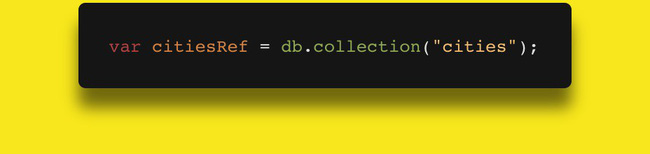 var citiesRef = db.collection("cities");